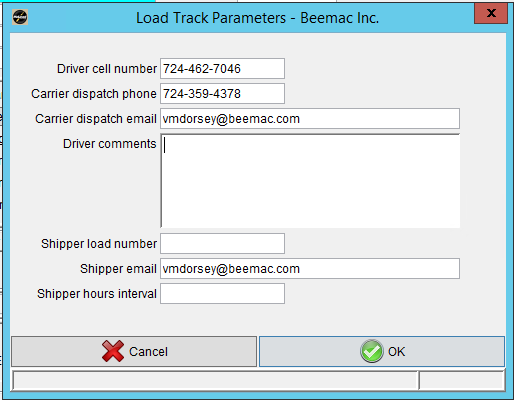 Load Track Parameters - Beemac Inc.
x
Driver cell number 724-462-7046
Carrier dispatch phone 724-359-4378
Carrier dispatch email vmdorsey@beemac.com
Driver comments
Shipper load number
Shipper email vmdorsey@beemac.com
Shipper hours interval
Cancel OK